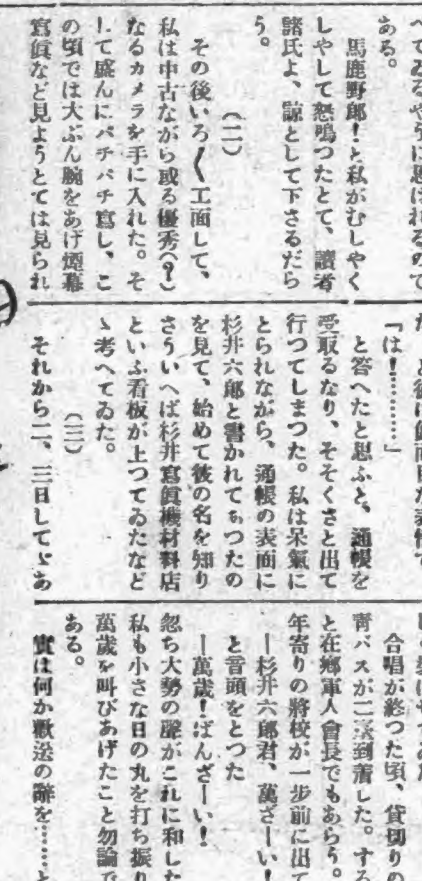 へてゐるやうに思はれるので
ある。
馬鹿野郎！と私がむしやく
しやして怒鳴つたとて、讀者
諸氏よ、諒として下さるだら
う。
（二）
その後いろ〱工面して、
私は中古ながら或る優秀（？）
なるカメラを手に入れた。そ
して盛んにパチパチ寫し、こ
の頃では大ぶん腕をあげ煙幕
寫眞など見ようとては見られ
「は！………」
と答へたと思ふと、通帳を
受取るなり、そそくさと出て
行つてしまつた。私は呆氣に
とられながら、通帳の表面に
杉井六郎と書かれてあつたの
を見て、始めて彼の名を知り
さういへば杉井寫眞機材料店
といふ看板が上つてゐたなど
ゝ考へてゐた。
（三）
それから二、三日してゝあ
合唱が終つた頃、貸切りの
靑バスが二臺到着した。する
と在鄕軍人會長でもあらう。
年寄りの將校が一步前に出て
―杉井六郎君、萬ざーい！
と音頭をとつた
―萬歲！ばんざーい！
忽ち大勢の聲がこれに和した
私も小さな日の丸を打ち振り
萬歲を叫びあげたこと勿論で
ある。
實は何か歡送の辭を……と